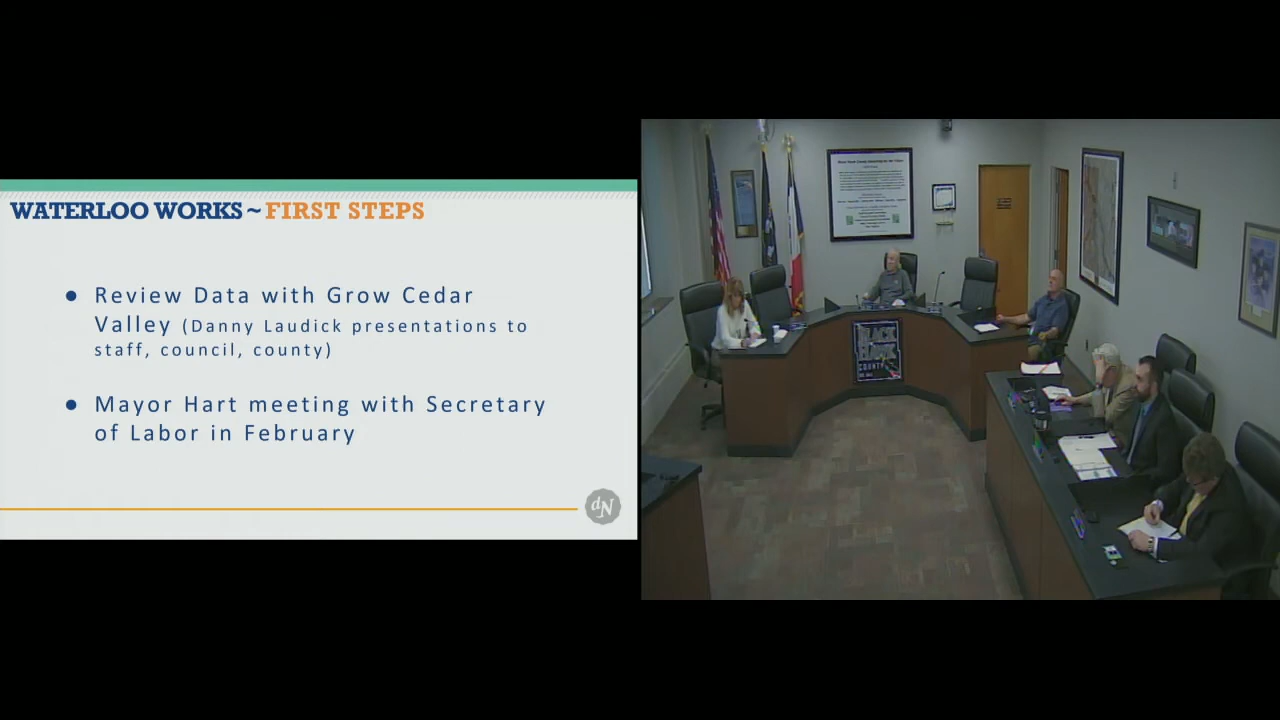 WATERLOO WORKS ~ FIRST STEPS
● Review Data with Grow Cedar
Valley (Danny Laudick presentations to
staff, council, county)
● Mayor Hart meeting with Secretary
of Labor in February
dN
BLACK
HAWK
COUNTY